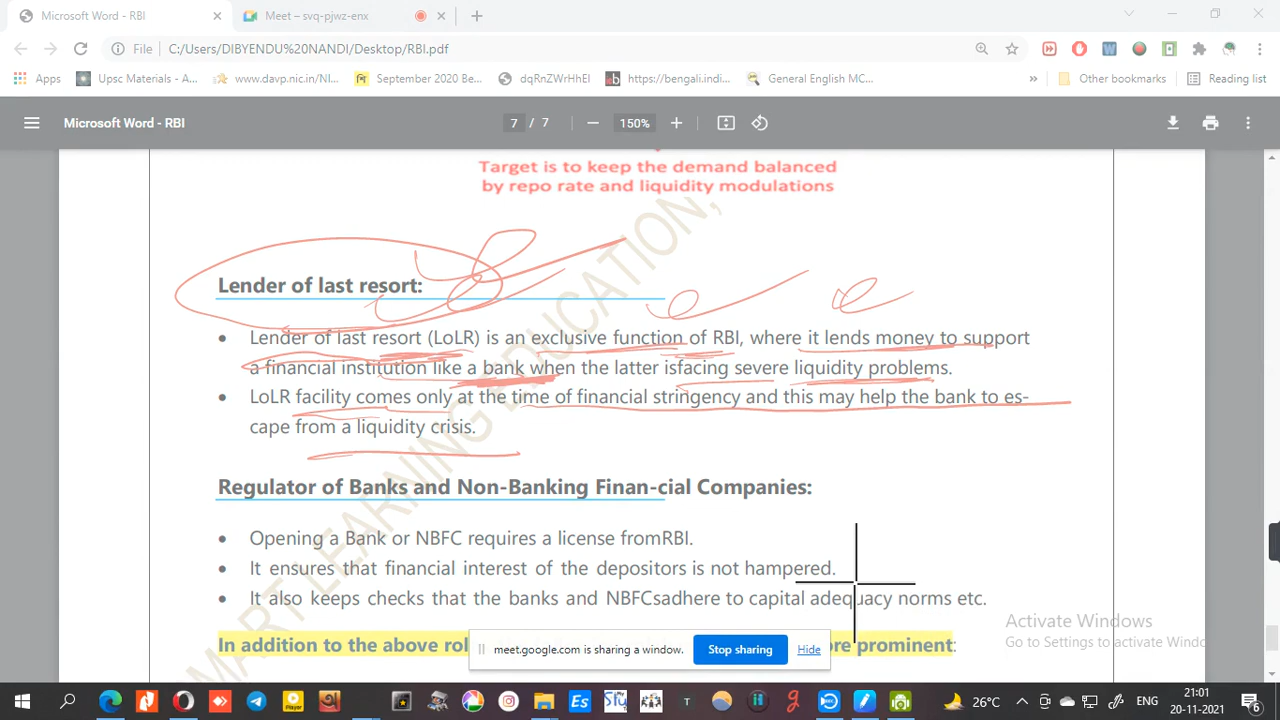 Microsoft Word - RBI
Meet – svq-pjwz-enx
File
C:/Users/DIBYENDU%20NANDI/Desktop/RBI.pdf
Apps
Upsc Materials - A...
www.davp.nic.in/NI...
September 2020 Be...
dqRnZWrHhEI
https://bengali.indi...
General English MC...
»
Other bookmarks
Reading list
Microsoft Word - RBI
7 / 7
150%
Target is to keep the demand balanced
by repo rate and liquidity modulations
Lender of last resort:
• Lender of last resort (LoLR) is an exclusive function of RBI, where it lends money to support
a financial institution like a bank when the latter isfacing severe liquidity problems.
• LoLR facility comes only at the time of financial stringency and this may help the bank to es-
cape from a liquidity crisis.
Regulator of Banks and Non-Banking Finan-cial Companies:
• Opening a Bank or NBFC requires a license fromRBI.
• It ensures that financial interest of the depositors is not hampered.
• It also keeps checks that the banks and NBFCsadhere to capital adequacy norms etc.
In addition to the above rol
ore prominent:
meet.google.com is sharing a window.
Stop sharing
Hide
Activate Windows
Go to Settings to activate Windo
MART LEARNING EDUCATION,
26°C
ENG
21:01
20-11-2021
6